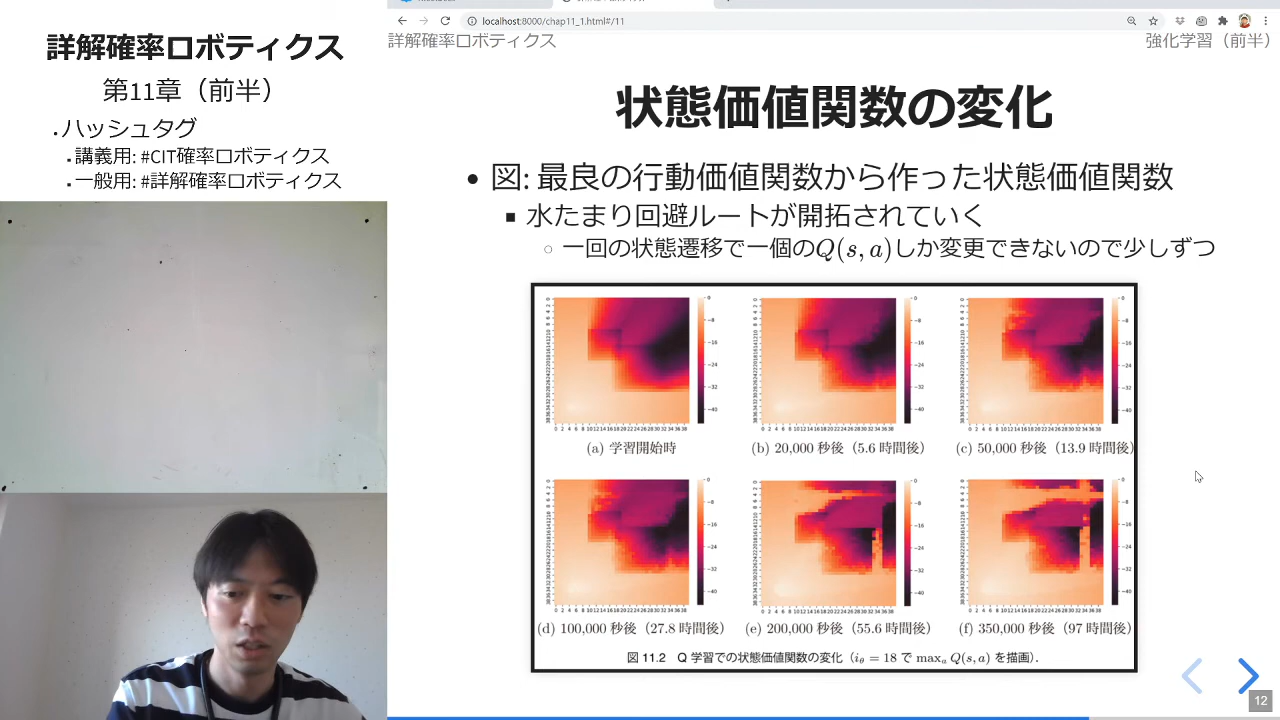 詳解確率ロボティクス
第11章（前半）
ハッシュタグ
講義用: #CIT確率ロボティクス
一般用: #詳解確率ロボティクス
localhost:8000/chap11_1.html#/11
詳解確率ロボティクス
強化学習（前半）
状態価値関数の変化
図: 最良の行動価値関数から作った状態価値関数
水たまり回避ルートが開拓されていく
一回の状態遷移で一個のQ(s, a)しか変更できないので少しずつ
(a) 学習開始時
(b) 20,000 秒後（5.6 時間後）
(c) 50,000 秒後（13.9 時間後）
(d) 100,000 秒後（27.8 時間後）
(e) 200,000 秒後（55.6 時間後）
(f) 350,000 秒後（97 時間後）
図 11.2 Q 学習での状態価値関数の変化（iθ = 18 で maxa Q(s, a) を描画）.
12